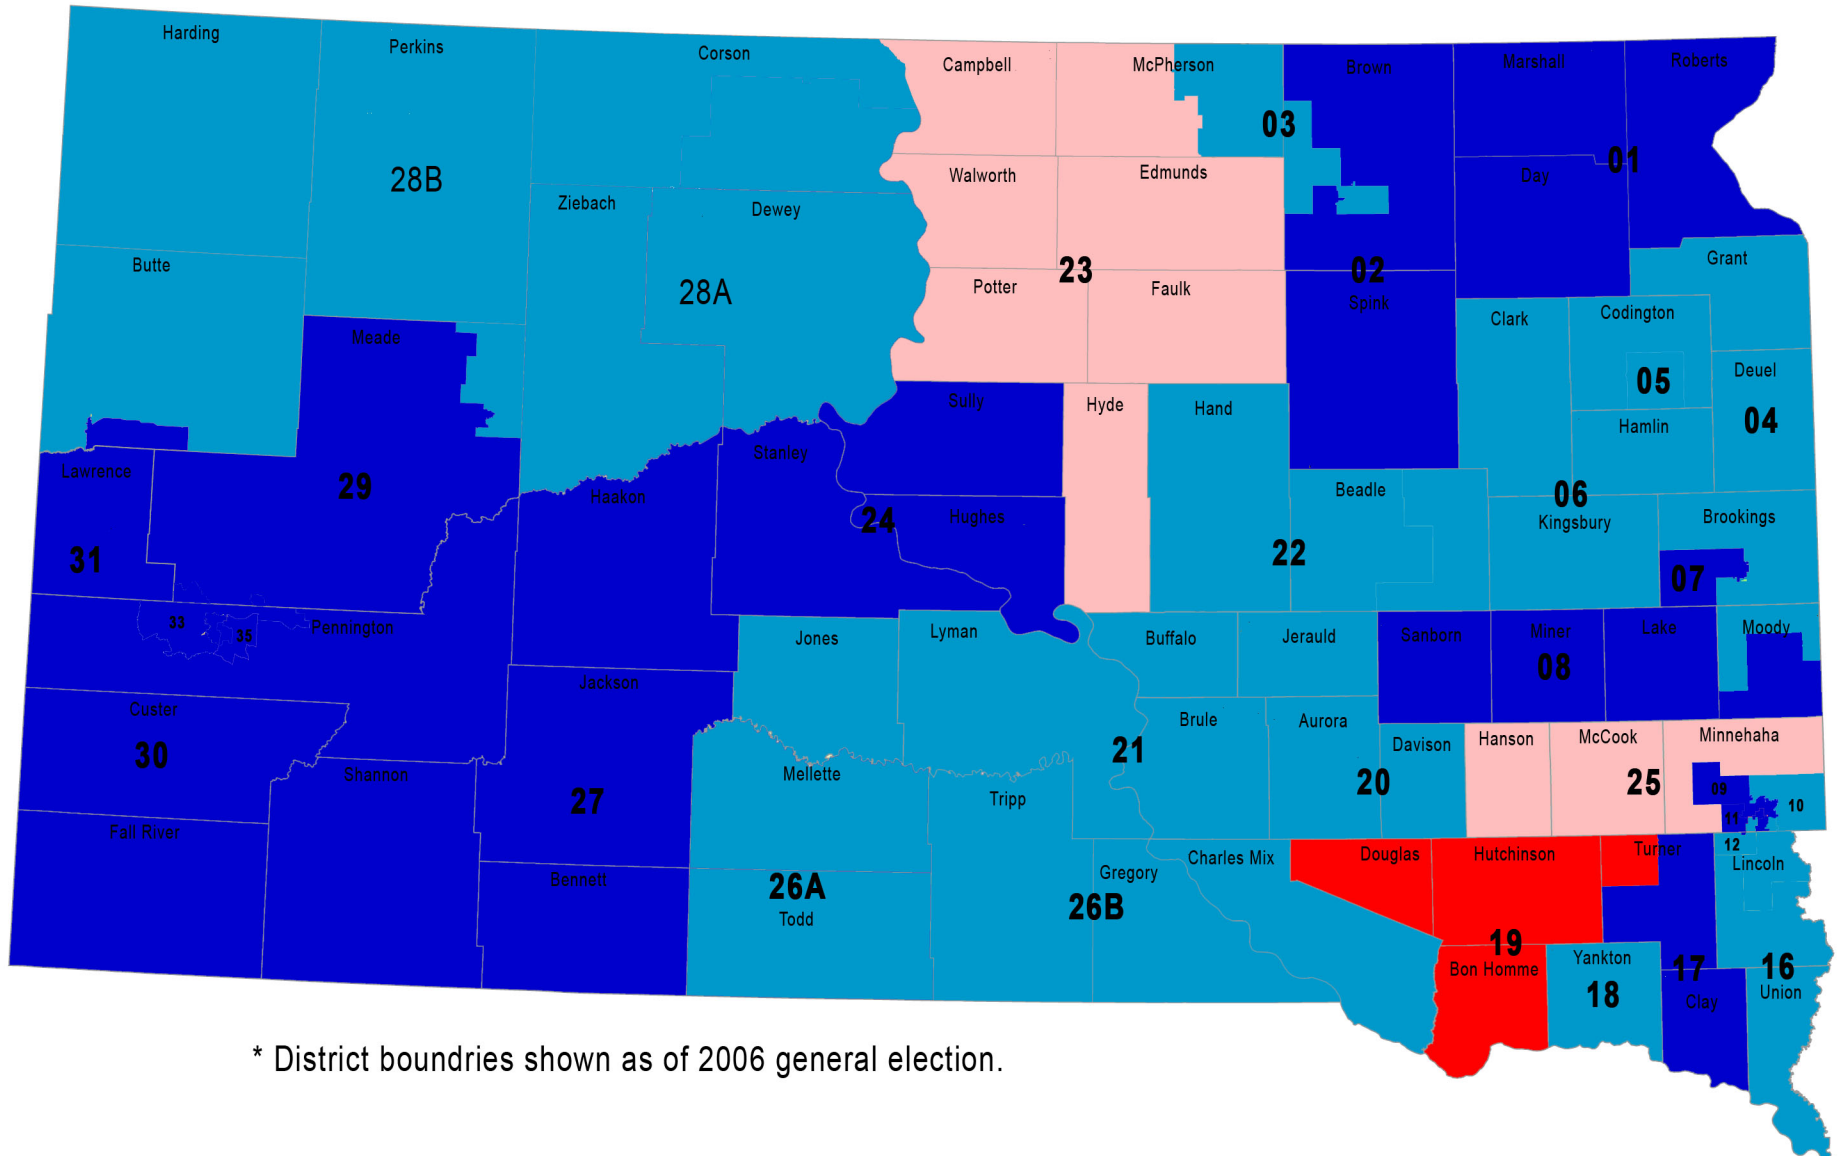 Harding
Perkins
Corson
Campbell
McPherson
Brown
Marshall
Roberts
03
01
28B
Ziebach
Dewey
Walworth
Edmunds
Day
Butte
28A
23
02
Grant
Potter
Faulk
Spink
Clark
Codington
Meade
05
Deuel
04
Sully
Hyde
Hand
Hamlin
Lawrence
29
Stanley
Haakon
24
Hughes
Beadle
06
Kingsbury
Brookings
31
22
07
33
35
Pennington
Jones
Lyman
Buffalo
Jerauld
Sanborn
Miner
08
Lake
Moody
Jackson
Custer
30
Brule
21
Aurora
Davison
Hanson
McCook
Minnehaha
Shannon
27
Mellette
Tripp
20
25
09
10
11
Fall River
Bennett
26A
Todd
Gregory
26B
Charles Mix
Douglas
Hutchinson
Turner
12
Lincoln
19
Bon Homme
Yankton
18
17
Clay
16
Union
* District boundries shown as of 2006 general election.